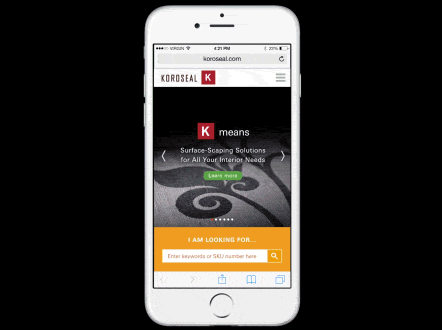 VIRGIN 4:21 PM 22%
koroseal.com
KOROSEAL K
K means
Surface-Scaping Solutions
for All Your Interior Needs
Learn more
I AM LOOKING FOR...
Enter keywords or SKU number here